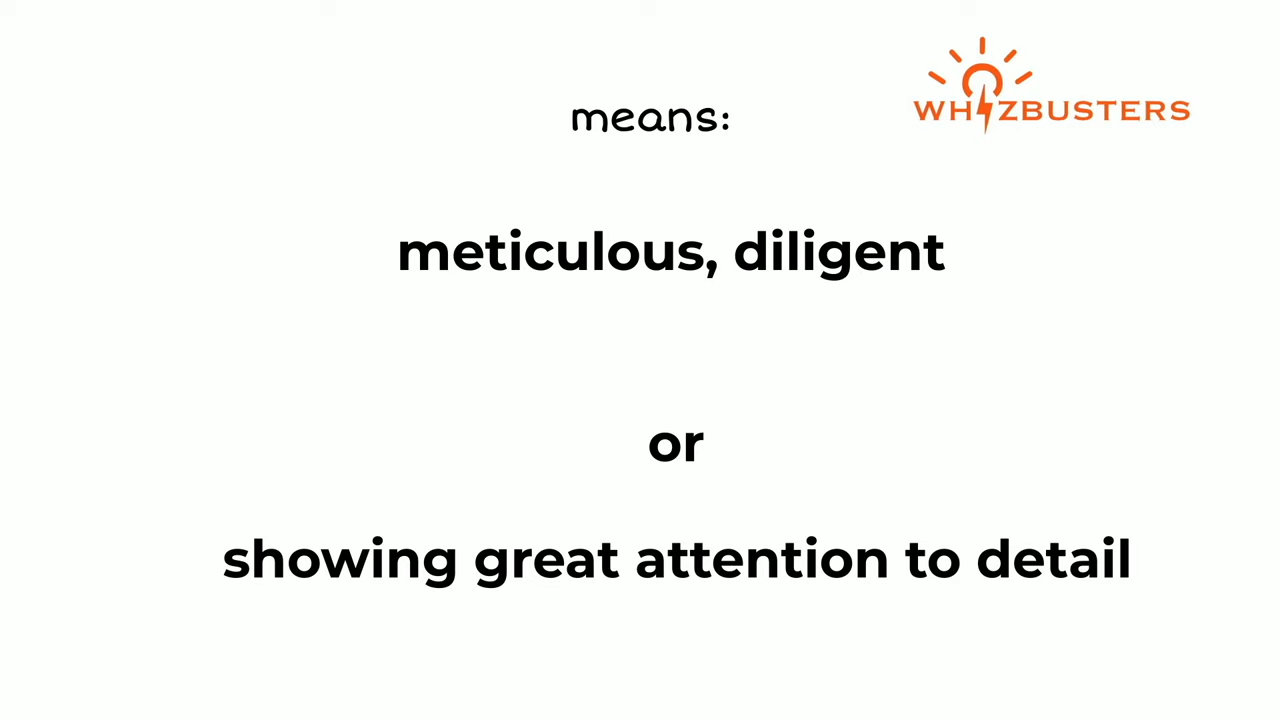 means:
WHIZBUSTERS
meticulous, diligent
or
showing great attention to detail